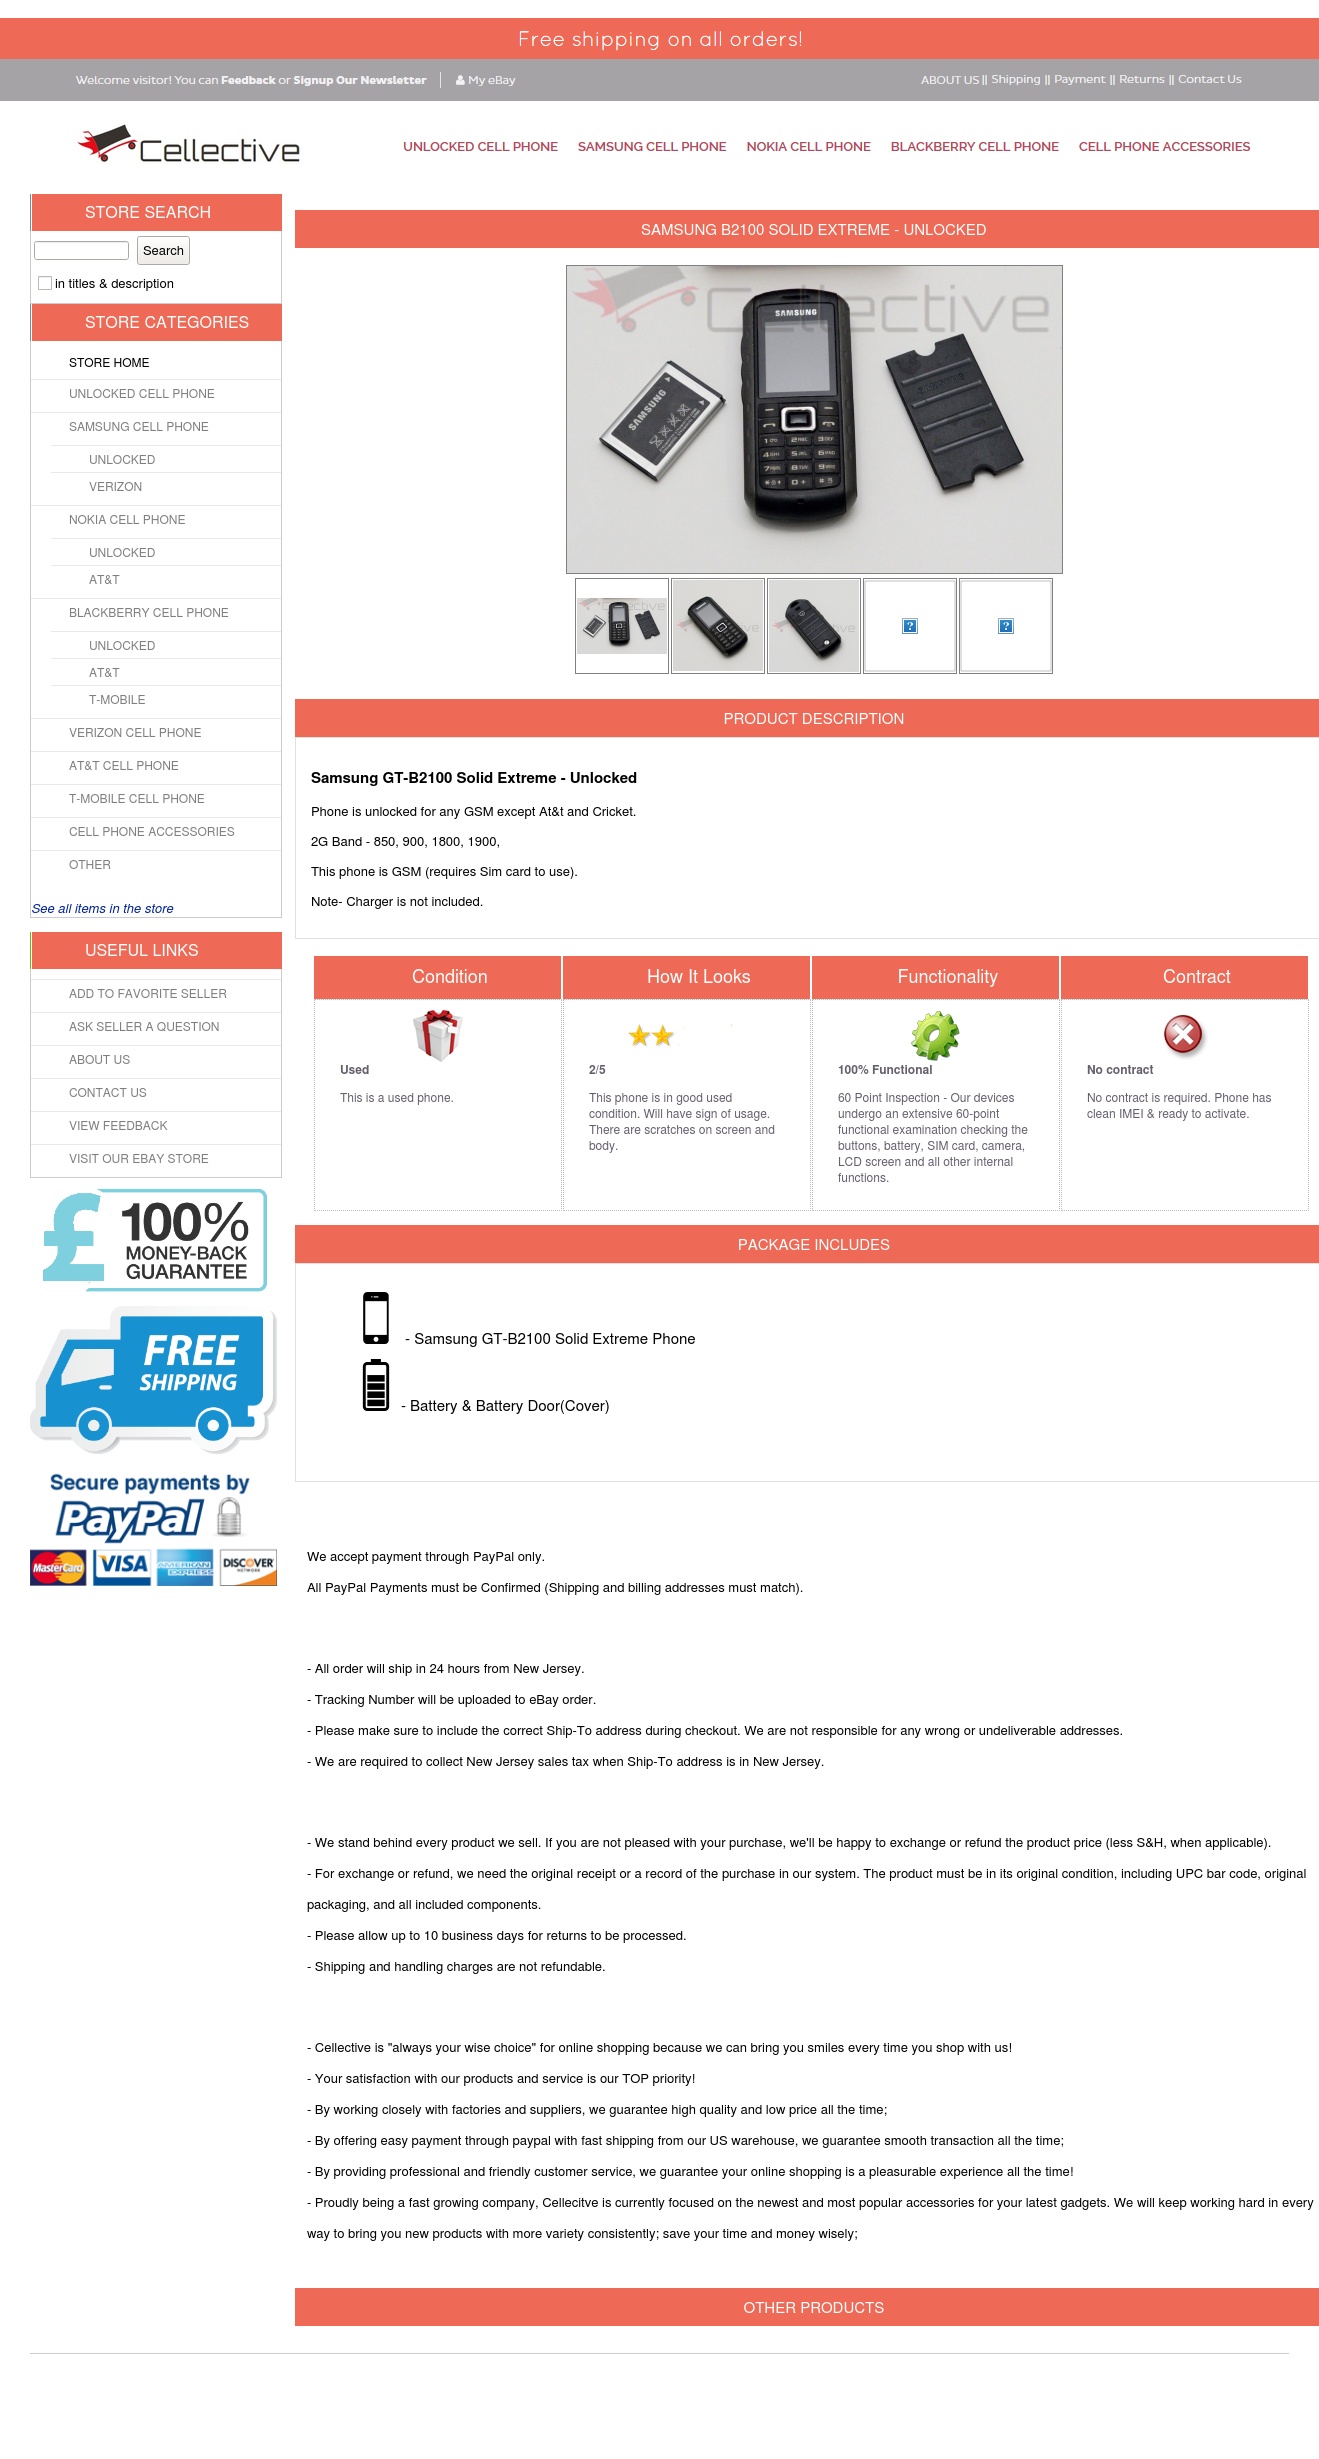 Free shipping on all orders!
Welcome visitor! You can Feedback or Signup Our Newsletter
My eBay
ABOUT US || Shipping || Payment || Returns || Contact Us
Cellective
UNLOCKED CELL PHONE SAMSUNG CELL PHONE NOKIA CELL PHONE BLACKBERRY CELL PHONE CELL PHONE ACCESSORIES
STORE SEARCH
Search
in titles & description
STORE CATEGORIES
STORE HOME
UNLOCKED CELL PHONE
SAMSUNG CELL PHONE
UNLOCKED
VERIZON
NOKIA CELL PHONE
UNLOCKED
AT&T
BLACKBERRY CELL PHONE
UNLOCKED
AT&T
T-MOBILE
VERIZON CELL PHONE
AT&T CELL PHONE
T-MOBILE CELL PHONE
CELL PHONE ACCESSORIES
OTHER
See all items in the store
USEFUL LINKS
ADD TO FAVORITE SELLER
ASK SELLER A QUESTION
ABOUT US
CONTACT US
VIEW FEEDBACK
VISIT OUR EBAY STORE
£ 100%
MONEY-BACK
GUARANTEE
FREE
SHIPPING
Secure payments by
PayPal
MasterCard VISA AMERICAN EXPRESS DISCOVER NETWORK
SAMSUNG B2100 SOLID EXTREME - UNLOCKED
Cellective
SAMSUNG
SAMSUNG
SAMSUNG
PRODUCT DESCRIPTION
Samsung GT-B2100 Solid Extreme - Unlocked
Phone is unlocked for any GSM except At&t and Cricket.
2G Band - 850, 900, 1800, 1900,
This phone is GSM (requires Sim card to use).
Note- Charger is not included.
Condition
Used
This is a used phone.
How It Looks
2/5
This phone is in good used
condition. Will have sign of usage.
There are scratches on screen and
body.
Functionality
100% Functional
60 Point Inspection - Our devices
undergo an extensive 60-point
functional examination checking the
buttons, battery, SIM card, camera,
LCD screen and all other internal
functions.
Contract
No contract
No contract is required. Phone has
clean IMEI & ready to activate.
PACKAGE INCLUDES
- Samsung GT-B2100 Solid Extreme Phone
- Battery & Battery Door(Cover)
We accept payment through PayPal only.
All PayPal Payments must be Confirmed (Shipping and billing addresses must match).
- All order will ship in 24 hours from New Jersey.
- Tracking Number will be uploaded to eBay order.
- Please make sure to include the correct Ship-To address during checkout. We are not responsible for any wrong or undeliverable addresses.
- We are required to collect New Jersey sales tax when Ship-To address is in New Jersey.
- We stand behind every product we sell. If you are not pleased with your purchase, we'll be happy to exchange or refund the product price (less S&H, when applicable).
- For exchange or refund, we need the original receipt or a record of the purchase in our system. The product must be in its original condition, including UPC bar code, original
packaging, and all included components.
- Please allow up to 10 business days for returns to be processed.
- Shipping and handling charges are not refundable.
- Cellective is "always your wise choice" for online shopping because we can bring you smiles every time you shop with us!
- Your satisfaction with our products and service is our TOP priority!
- By working closely with factories and suppliers, we guarantee high quality and low price all the time;
- By offering easy payment through paypal with fast shipping from our US warehouse, we guarantee smooth transaction all the time;
- By providing professional and friendly customer service, we guarantee your online shopping is a pleasurable experience all the time!
- Proudly being a fast growing company, Cellecitve is currently focused on the newest and most popular accessories for your latest gadgets. We will keep working hard in every
way to bring you new products with more variety consistently; save your time and money wisely;
OTHER PRODUCTS